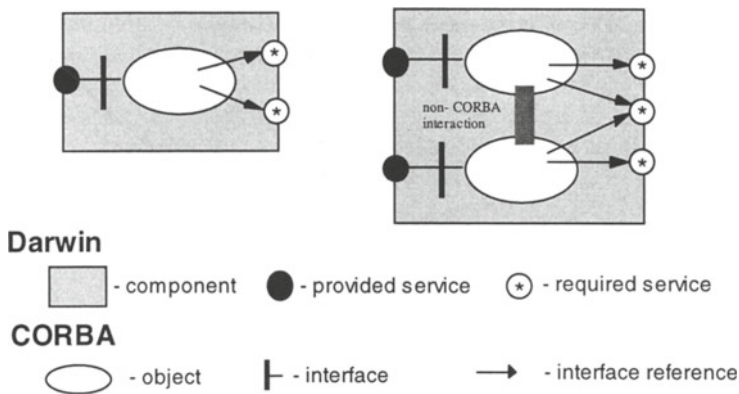 non- CORBA
interaction
Darwin
- component
- provided service
* - required service
CORBA
- object
- interface
- interface reference